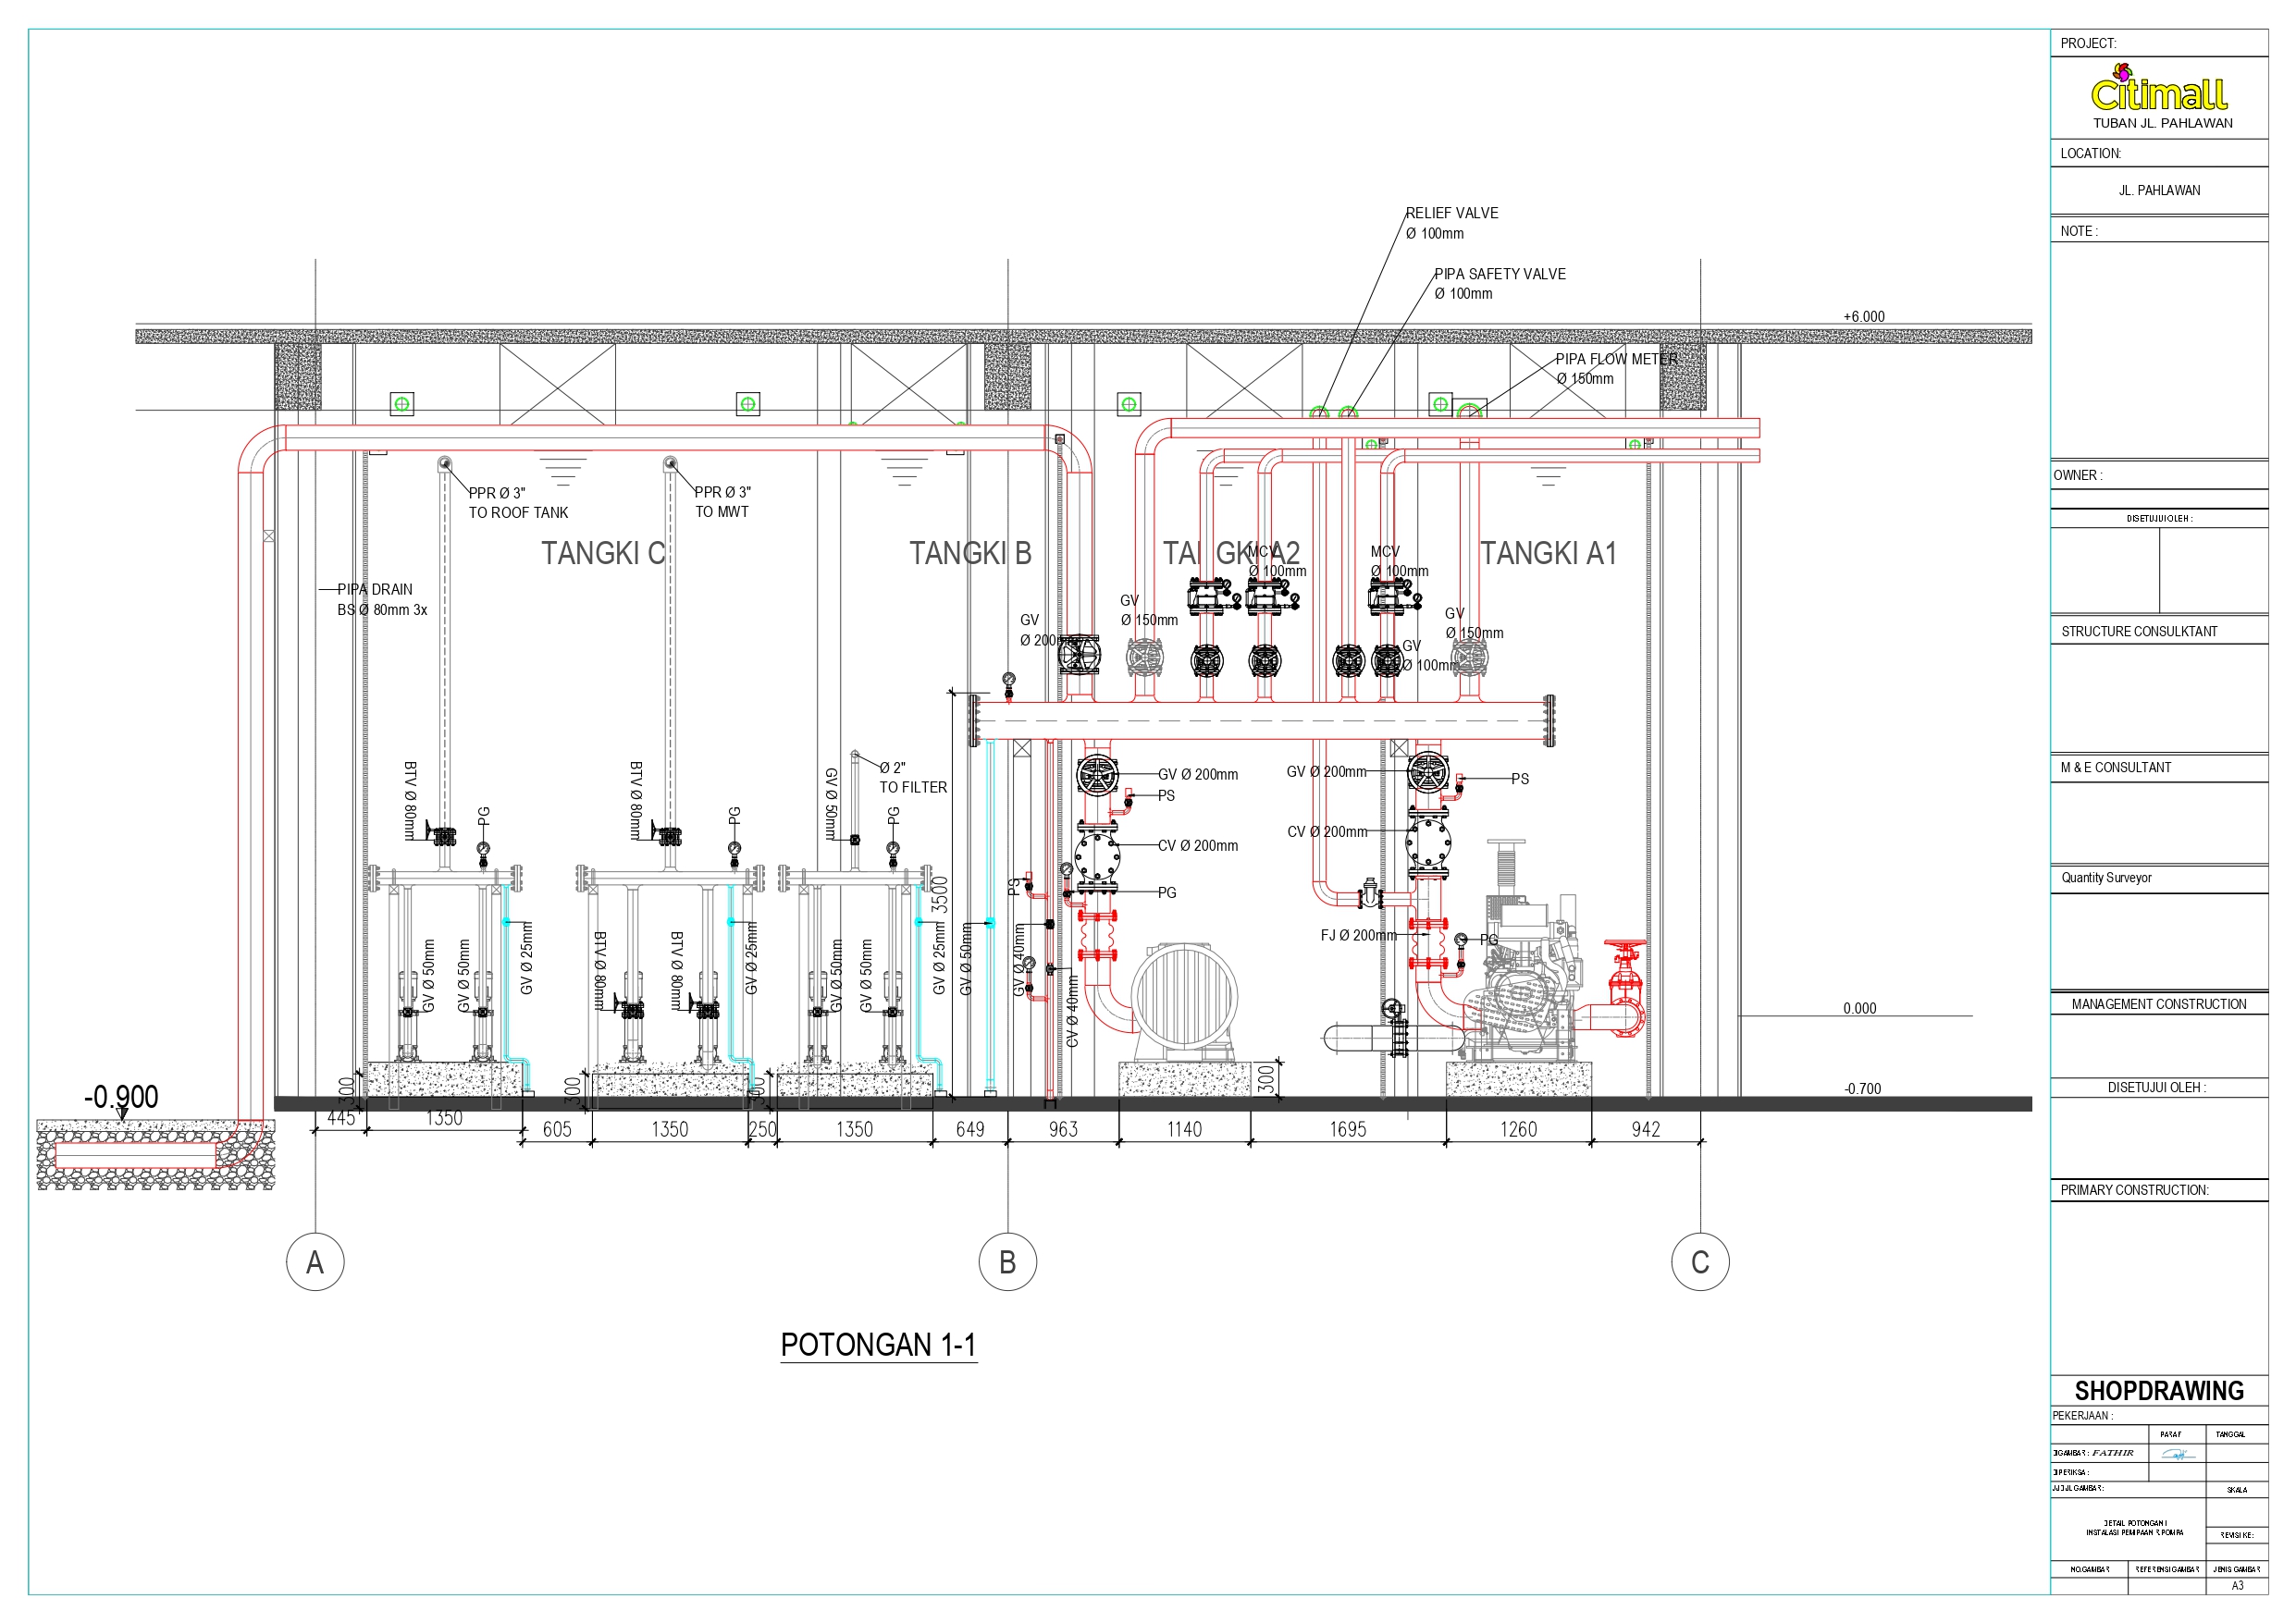 RELIEF VALVE
Ø 100mm
PIPA SAFETY VALVE
Ø 100mm
+6.000
PIPA FLOW METER
Ø 150mm
PPR Ø 3"
TO ROOF TANK
PPR Ø 3"
TO MWT
TANGKI C
TANGKI B
TANGKI A2
TANGKI A1
MCV
Ø 100mm
MCV
Ø 100mm
PIPA DRAIN
BS Ø 80mm 3x
GV
Ø 200mm
GV
Ø 150mm
GV
Ø 150mm
GV
Ø 100mm
BTV Ø 80mm
PG
BTV Ø 80mm
PG
GV Ø 50mm
Ø 2"
TO FILTER
PG
GV Ø 200mm
PS
GV Ø 200mm
PS
CV Ø 200mm
CV Ø 200mm
3500
PS
PG
FJ Ø 200mm
PG
GV Ø 50mm
GV Ø 50mm
GV Ø 25mm
BTV Ø 80mm
BTV Ø 80mm
GV Ø 25mm
GV Ø 50mm
GV Ø 50mm
GV Ø 25mm
GV Ø 50mm
GV Ø 40mm
CV Ø 40mm
0.000
-0.700
-0.900
300
300
300
300
445
1350
605
1350
250
1350
649
963
1140
1695
1260
942
A
B
C
POTONGAN 1-1
PROJECT:
Citimall
TUBAN JL. PAHLAWAN
LOCATION:
JL. PAHLAWAN
NOTE :
OWNER :
DISETUJUI OLEH :
STRUCTURE CONSULKTANT
M & E CONSULTANT
Quantity Surveyor
MANAGEMENT CONSTRUCTION
DISETUJUI OLEH :
PRIMARY CONSTRUCTION:
SHOPDRAWING
PEKERJAAN :
PARAF TANGGAL
DIGAMBAR : FATHIR
DIPERIKSA :
JUDUL GAMBAR : SKALA
DETAIL POTONGAN I
INSTALASI PEMIPAAN R.POMPA
REVISI KE :
NO.GAMBAR REFERENSI GAMBAR JENIS GAMBAR
A3